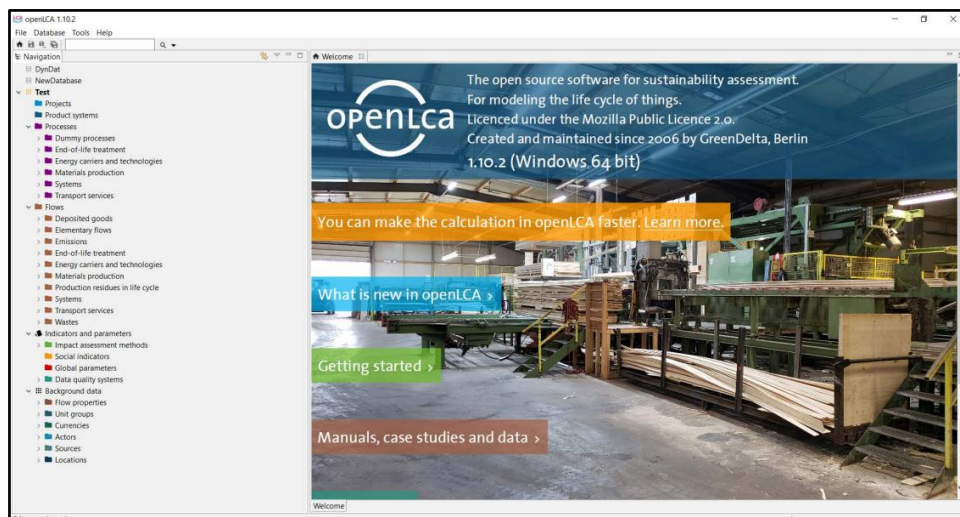 openLCA 1.10.2
File Database Tools Help
Navigation
DynDat
NewDatabase
Test
Projects
Product systems
Processes
Dummy processes
End-of-life treatment
Energy carriers and technologies
Materials production
Systems
Transport services
Flows
Deposited goods
Elementary flows
Emissions
End-of-life treatment
Energy carriers and technologies
Materials production
Production residues in life cycle
Systems
Transport services
Wastes
Indicators and parameters
Impact assessment methods
Social indicators
Global parameters
Data quality systems
Background data
Flow properties
Unit groups
Currencies
Actors
Sources
Locations
Welcome
openLca
The open source software for sustainability assessment.
For modeling the life cycle of things.
Licenced under the Mozilla Public Licence 2.0.
Created and maintained since 2006 by GreenDelta, Berlin
1.10.2 (Windows 64 bit)
You can make the calculation in openLCA faster. Learn more.
What is new in openLCA >
Getting started >
Manuals, case studies and data >
Welcome